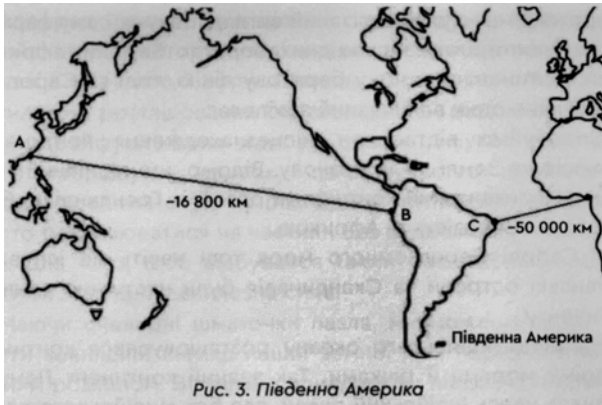 A
~16 800 км
B
~50 000 км
Південна Америка
Рис. 3. Південна Америка